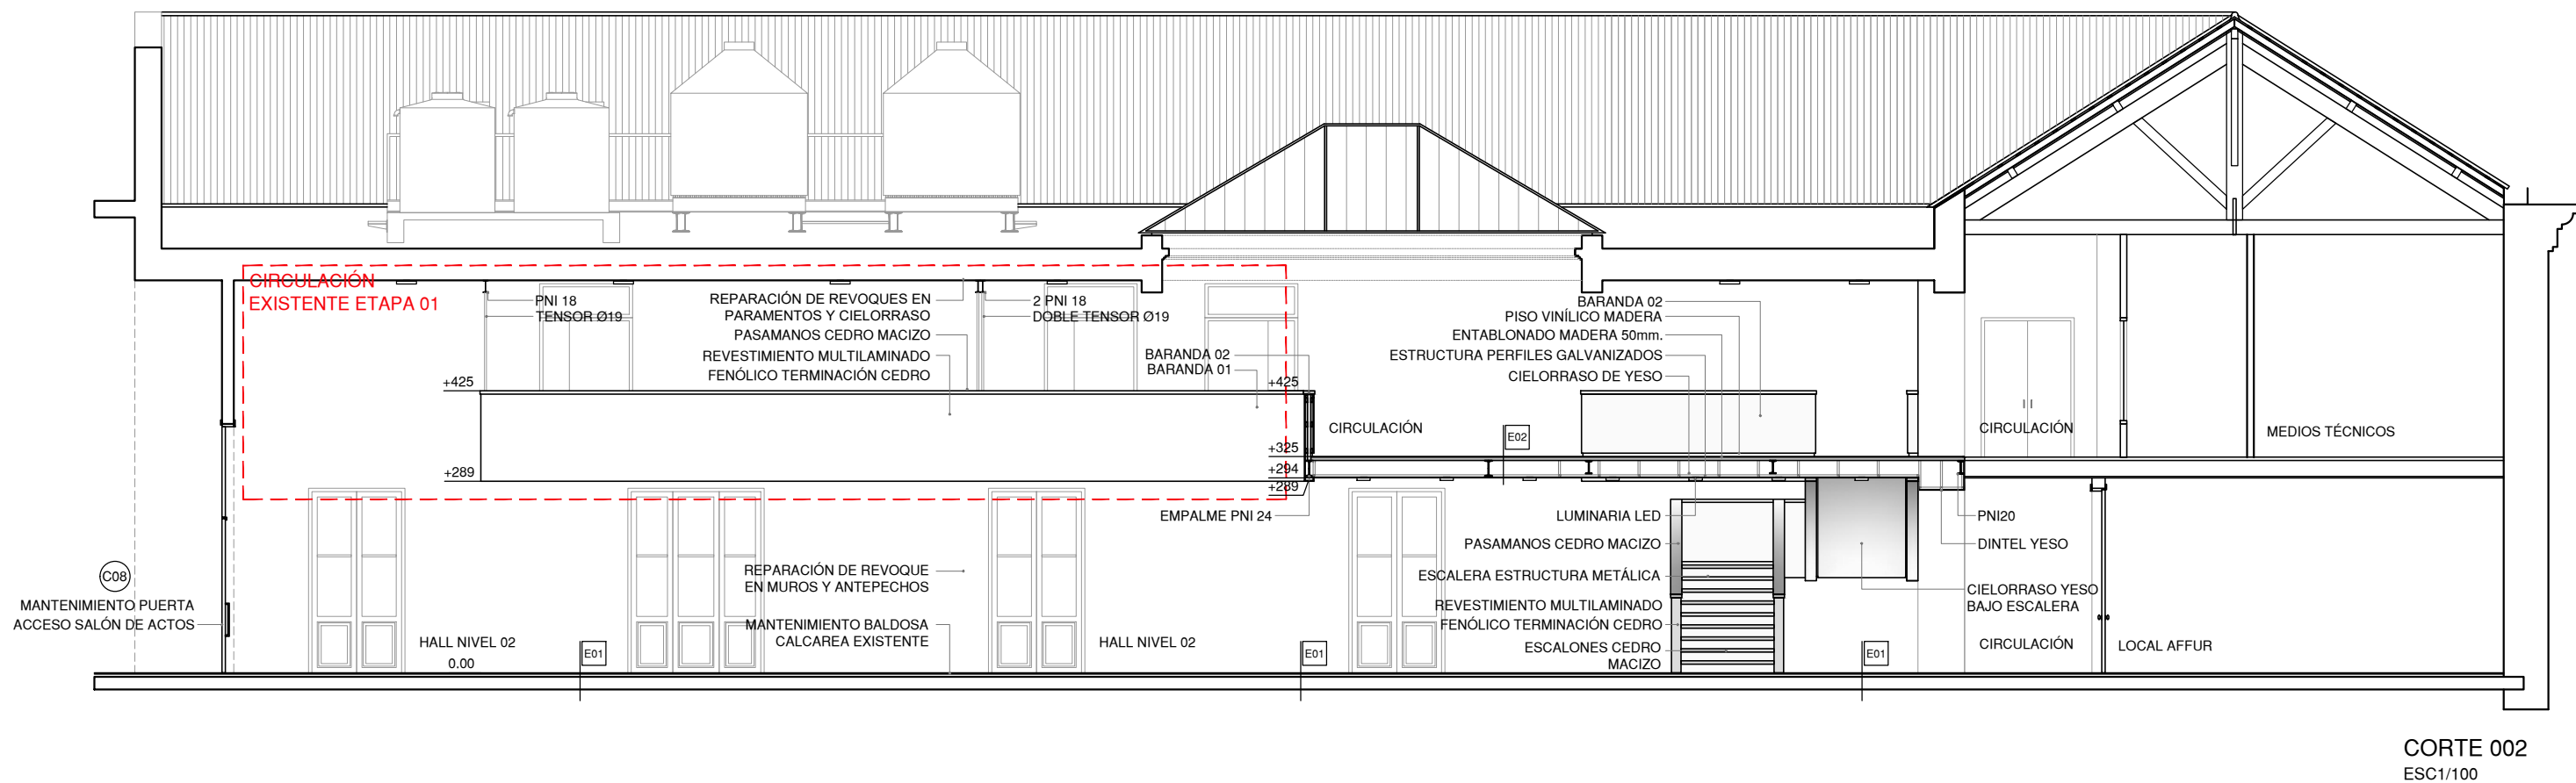 CIRCULACIÓN
EXISTENTE ETAPA 01
PNI 18
TENSOR Ø19
REPARACIÓN DE REVOQUES EN
PARAMENTOS Y CIELORRASO
PASAMANOS CEDRO MACIZO
REVESTIMIENTO MULTILAMINADO
FENÓLICO TERMINACIÓN CEDRO
2 PNI 18
DOBLE TENSOR Ø19
BARANDA 02
BARANDA 01
BARANDA 02
PISO VINÍLICO MADERA
ENTABLONADO MADERA 50mm.
ESTRUCTURA PERFILES GALVANIZADOS
CIELORRASO DE YESO
+425
+425
+289
+325
+294
+289
CIRCULACIÓN
E02
CIRCULACIÓN
MEDIOS TÉCNICOS
EMPALME PNI 24
LUMINARIA LED
PASAMANOS CEDRO MACIZO
ESCALERA ESTRUCTURA METÁLICA
REVESTIMIENTO MULTILAMINADO
FENÓLICO TERMINACIÓN CEDRO
ESCALONES CEDRO
MACIZO
PNI20
DINTEL YESO
CIELORRASO YESO
BAJO ESCALERA
C08
MANTENIMIENTO PUERTA
ACCESO SALÓN DE ACTOS
REPARACIÓN DE REVOQUE
EN MUROS Y ANTEPECHOS
MANTENIMIENTO BALDOSA
CALCAREA EXISTENTE
HALL NIVEL 02
0.00
E01
HALL NIVEL 02
E01
E01
CIRCULACIÓN
LOCAL AFFUR
CORTE 002
ESC1/100